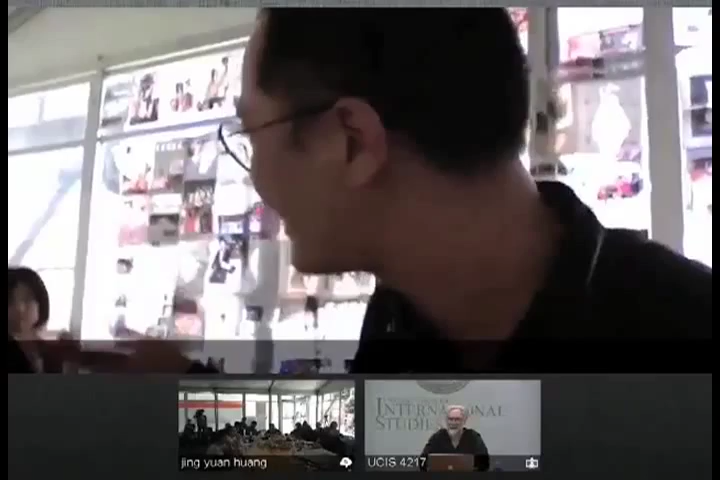 INTERNATIONAL
STUDIES
jing yuan huang
UCIS 4217